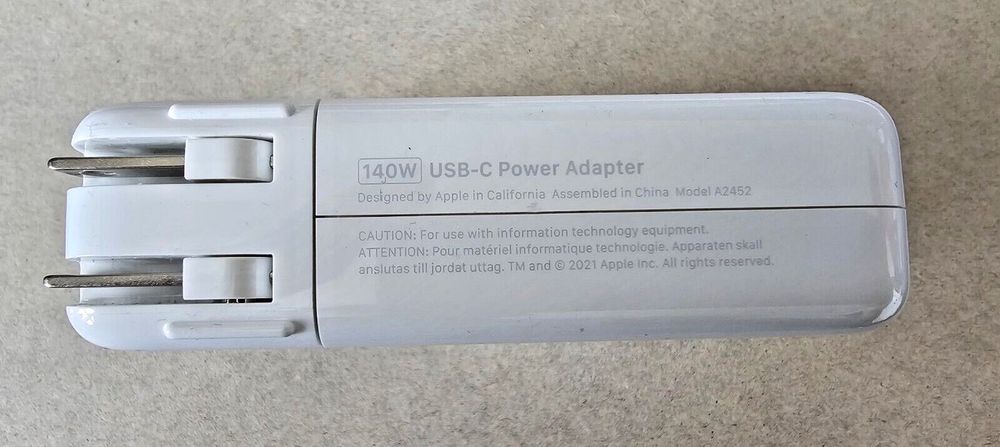 140W USB-C Power Adapter
Designed by Apple in California Assembled in China Model A2452
CAUTION: For use with information technology equipment.
ATTENTION: Pour matériel informatique technologie. Apparaten skall
anslutas till jordat uttag. TM and © 2021 Apple Inc. All rights reserved.